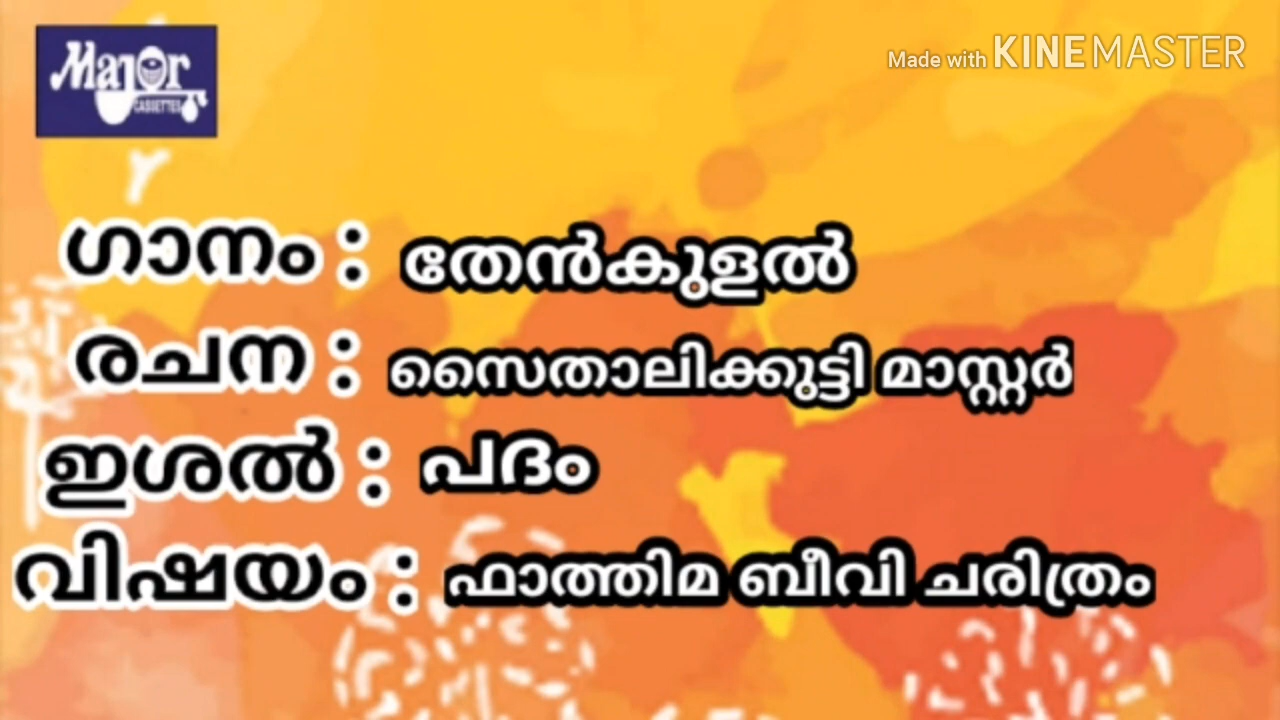 Major
CASSETTES
Made with KINEMASTER
ഗാനം : തേൻകുളൽ
രചന : സൈതാലിക്കുട്ടി മാസ്റ്റർ
ഇശൽ : പദം
വിഷയം : ഫാത്തിമ ബീവി ചരിത്രം